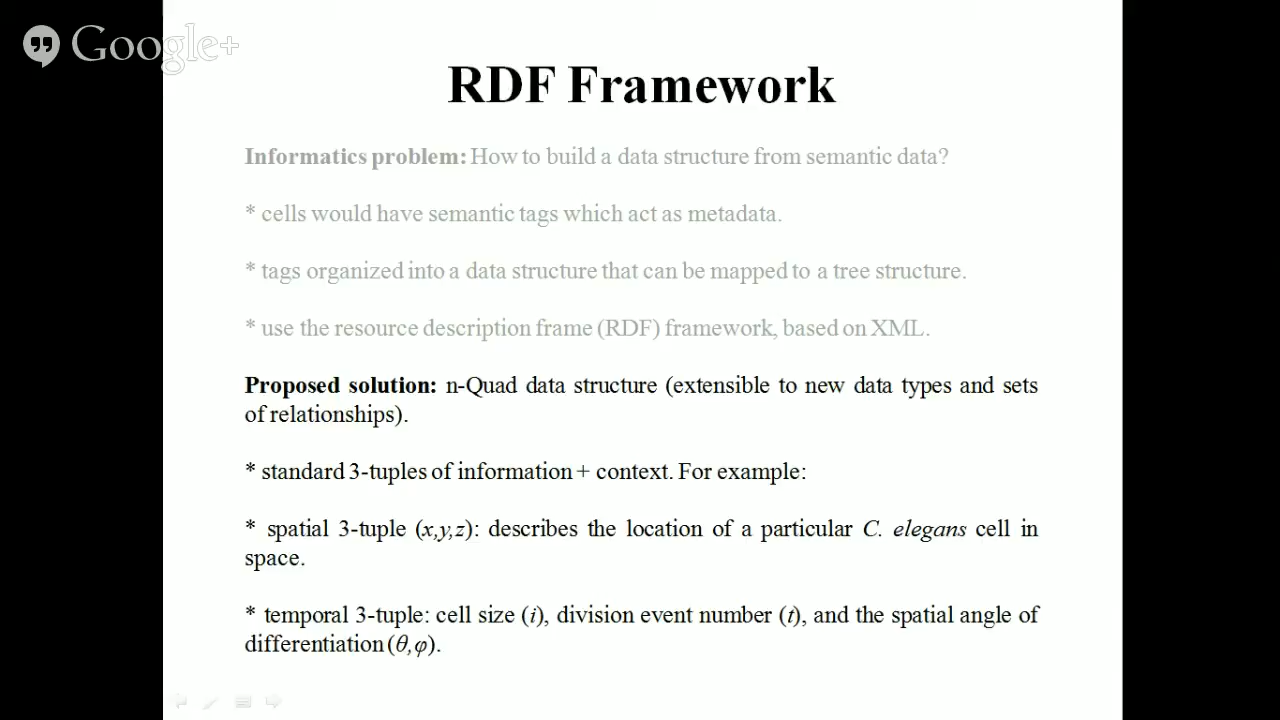 Google+
RDF Framework
Informatics problem: How to build a data structure from semantic data?
* cells would have semantic tags which act as metadata.
* tags organized into a data structure that can be mapped to a tree structure.
* use the resource description frame (RDF) framework, based on XML.
Proposed solution: n-Quad data structure (extensible to new data types and sets
of relationships).
* standard 3-tuples of information + context. For example:
* spatial 3-tuple (x,y,z): describes the location of a particular C. elegans cell in
space.
* temporal 3-tuple: cell size (i), division event number (t), and the spatial angle of
differentiation (θ,φ).